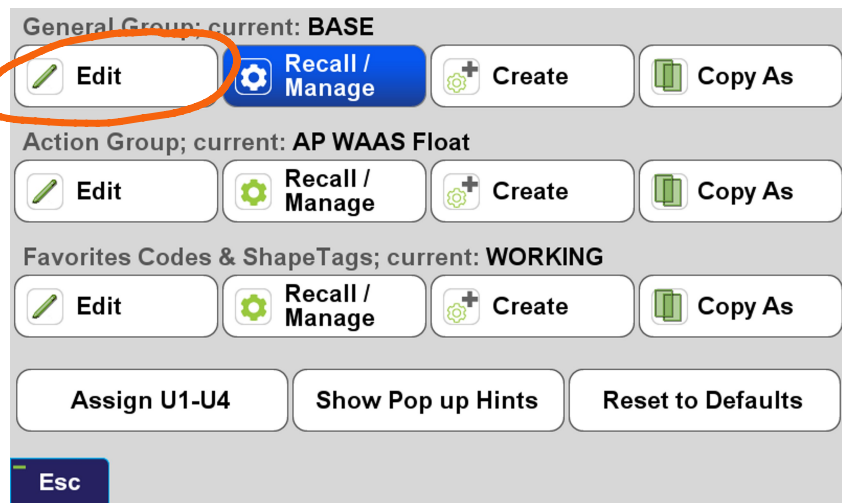 General Group; current: BASE
Edit
Recall /
Manage
Create
Copy As
Action Group; current: AP WAAS Float
Edit
Recall /
Manage
Create
Copy As
Favorites Codes & ShapeTags; current: WORKING
Edit
Recall /
Manage
Create
Copy As
Assign U1-U4
Show Pop up Hints
Reset to Defaults
Esc